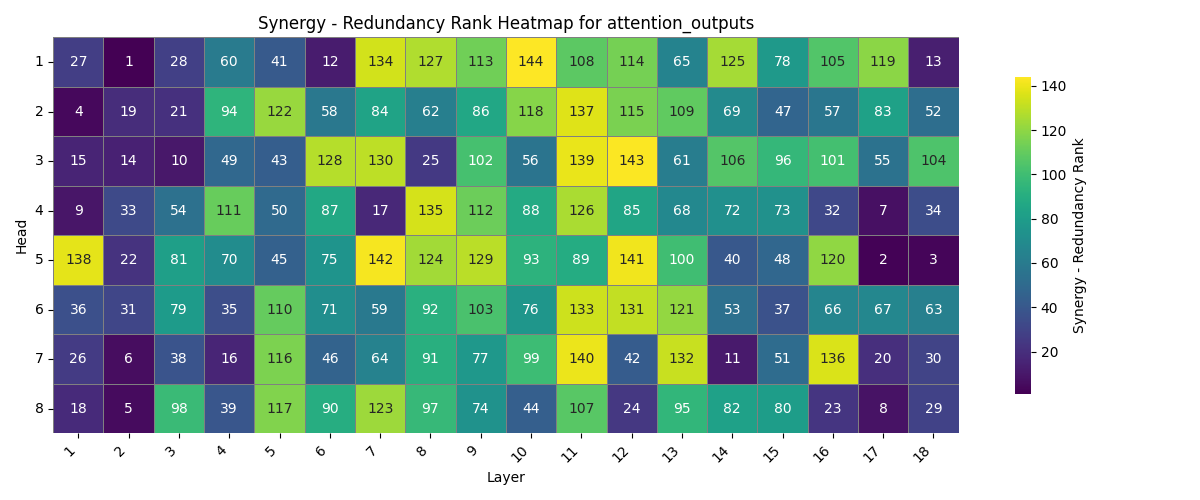 Synergy - Redundancy Rank Heatmap for attention_outputs
Head
1 27 1 28 60 41 12 134 127 113 144 108 114 65 125 78 105 119 13
2 4 19 21 94 122 58 84 62 86 118 137 115 109 69 47 57 83 52
3 15 14 10 49 43 128 130 25 102 56 139 143 61 106 96 101 55 104
4 9 33 54 111 50 87 17 135 112 88 126 85 68 72 73 32 7 34
5 138 22 81 70 45 75 142 124 129 93 89 141 100 40 48 120 2 3
6 36 31 79 35 110 71 59 92 103 76 133 131 121 53 37 66 67 63
7 26 6 38 16 116 46 64 91 77 99 140 42 132 11 51 136 20 30
8 18 5 98 39 117 90 123 97 74 44 107 24 95 82 80 23 8 29
1 2 3 4 5 6 7 8 9 10 11 12 13 14 15 16 17 18
Layer
140
120
100
80
60
40
20
Synergy - Redundancy Rank